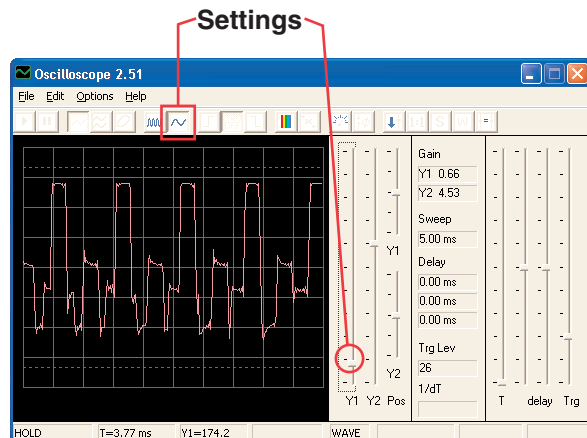 Settings
Oscilloscope 2.51
File Edit Options Help
Gain
Y1 0.66
Y2 4.53
Sweep
5.00 ms
Delay
0.00 ms
0.00 ms
0.00 ms
Trg Lev
26
1/dT
Y1
Y2
Y1 Y2 Pos
T delay Trg
HOLD T=3.77 ms Y1=174.2 WAVE